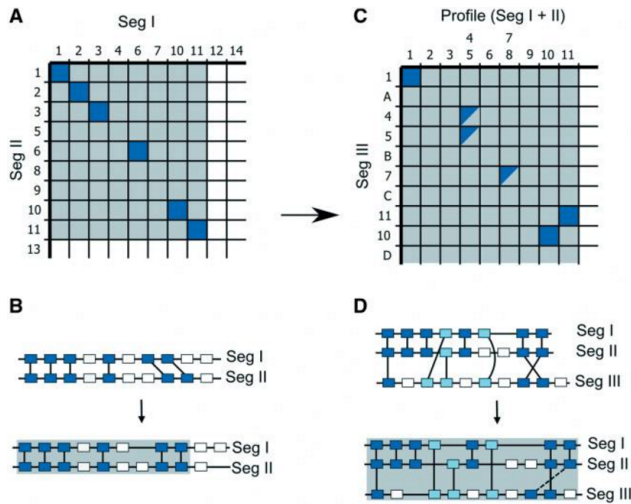 A
Seg I
1 2 3 4 6 7 10 11 12 14
Seg II
1
2
3
5
6
8
9
10
11
13
C
Profile (Seg I + II)
4 7
1 2 3 5 6 8 9 10 11
Seg III
1
A
4
5
B
7
C
11
10
D
B
Seg I
Seg II
Seg I
Seg II
D
Seg I
Seg II
Seg III
Seg I
Seg II
Seg III